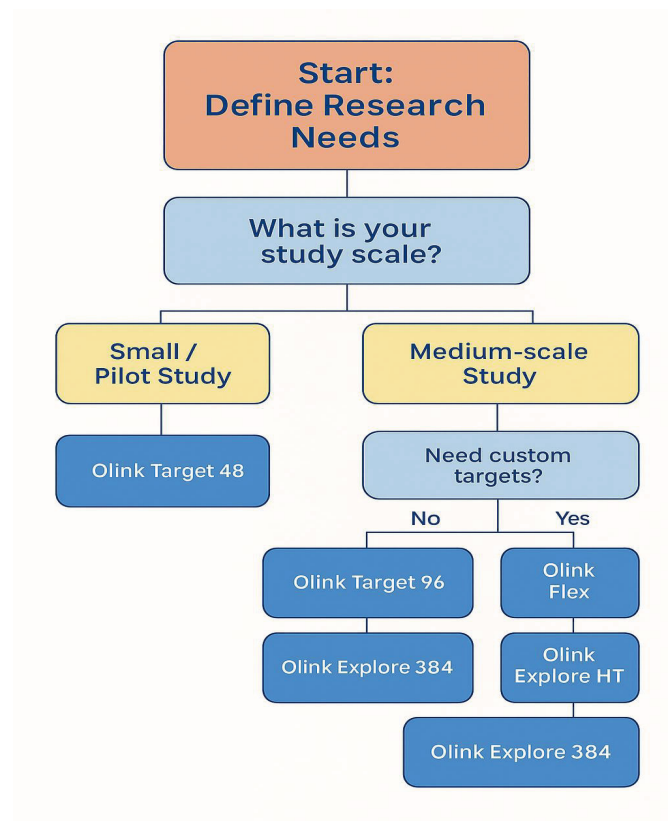 Start:
Define Research
Needs
What is your
study scale?
Small /
Pilot Study
Medium-scale
Study
Olink Target 48
Need custom
targets?
No
Yes
Olink Target 96
Olink
Flex
Olink Explore 384
Olink
Explore HT
Olink Explore 384